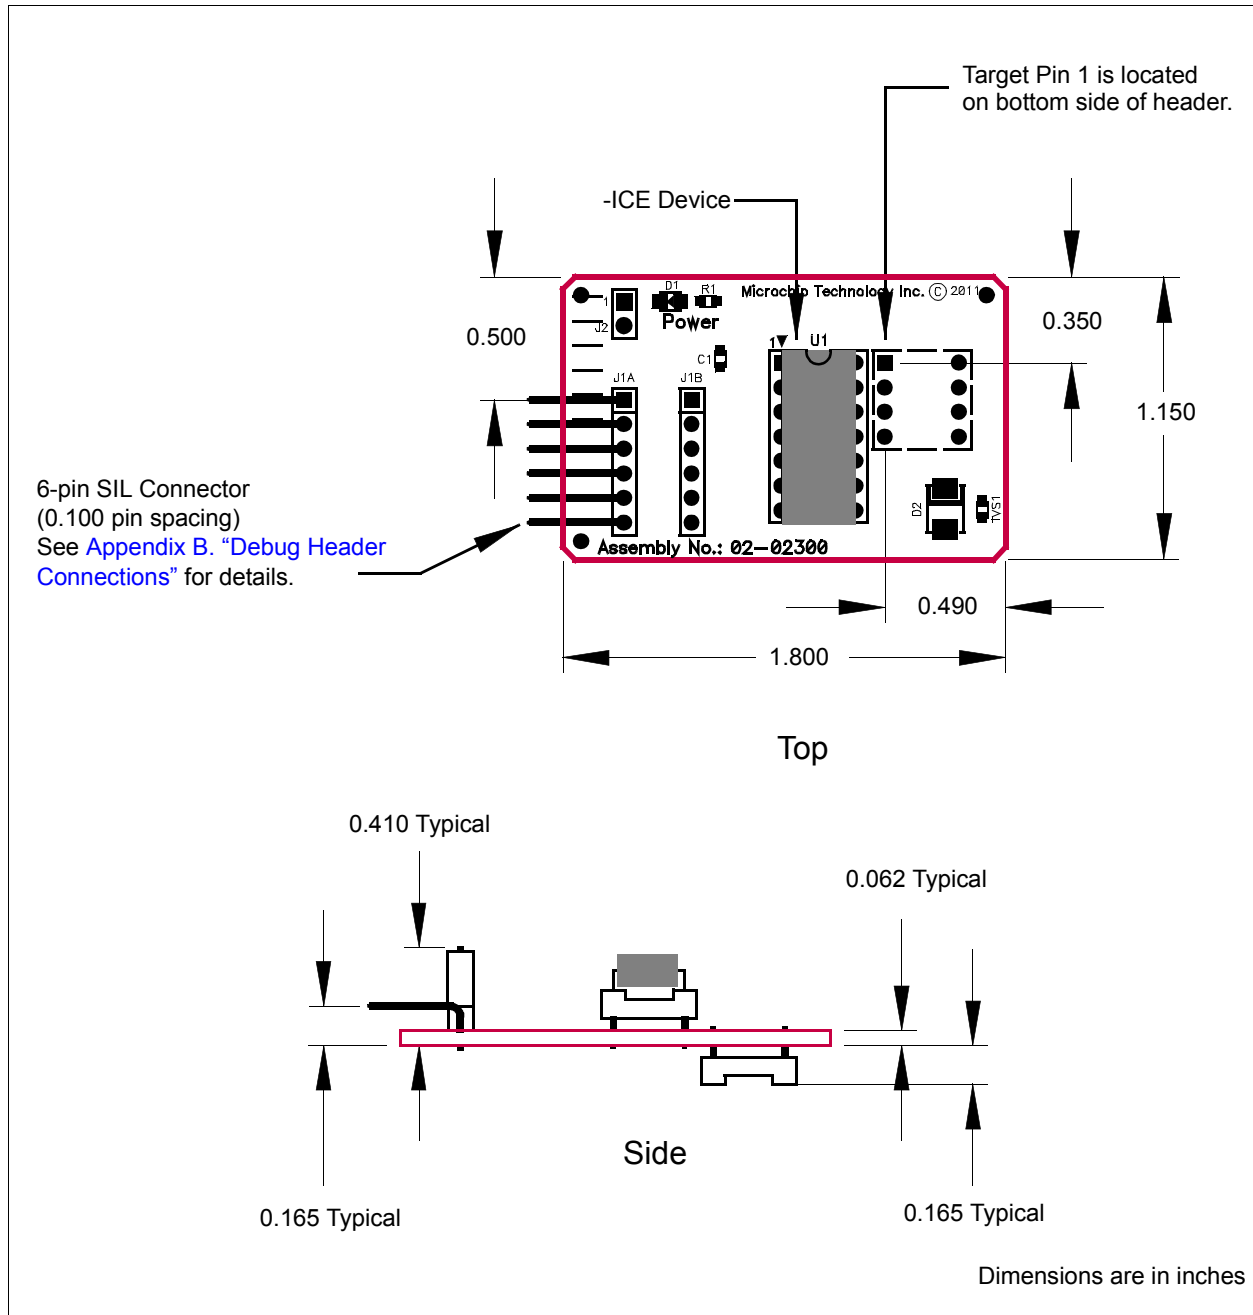 Target Pin 1 is located
on bottom side of header.
-ICE Device
0.500
0.350
1.150
1
J2
D1
R1
Power
Microchip Technology Inc. © 2011
C1
1
U1
J1A
J1B
D2
TVS1
Assembly No.: 02-02300
6-pin SIL Connector
(0.100 pin spacing)
See Appendix B. “Debug Header
Connections” for details.
0.490
1.800
Top
0.410 Typical
0.062 Typical
Side
0.165 Typical
0.165 Typical
Dimensions are in inches